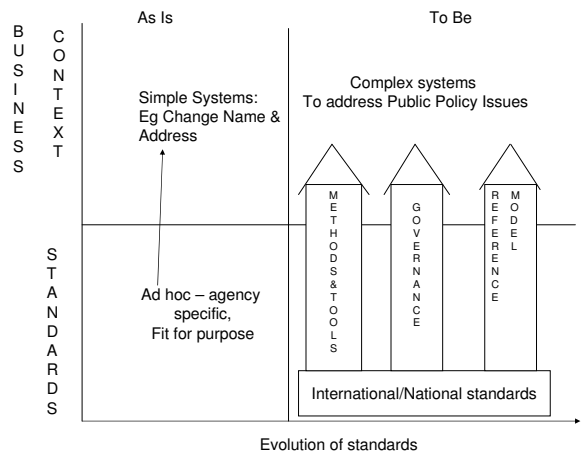 As Is
To Be
BUSINESS
CONTEXT
Simple Systems:
Eg Change Name &
Address
Complex systems
To address Public Policy Issues
METHODS&TOOLS
GOVERNANCE
REFERENCE
MODEL
STANDARDS
Ad hoc – agency
specific,
Fit for purpose
International/National standards
Evolution of standards